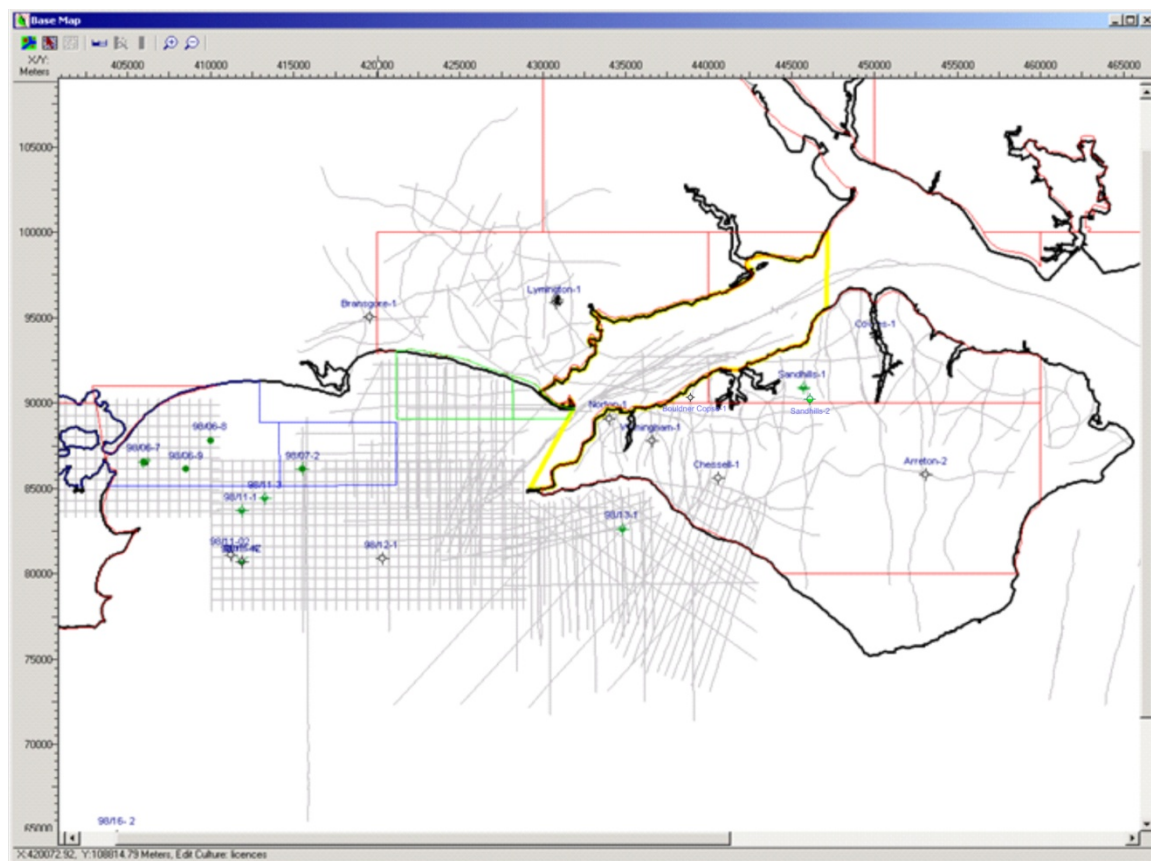 Base Map
X/Y:
Meters
405000 410000 415000 420000 425000 430000 435000 440000 445000 450000 455000 460000 465000
105000
100000
Lymington-1
Bransgore-1
95000
Sandhills-1
90000
Norton-1
Bouldner Copse-1
Sandhills-2
98/06-8
98/06-7
98/06-9
98/07-2
Chessell-1
Arreton-2
85000
98/11-3
98/11-1
98/13-1
98/11-02
98/12-1
80000
75000
70000
98/16- 2
65000
X:420072.92, Y:108814.79 Meters, Edit Culture: licences